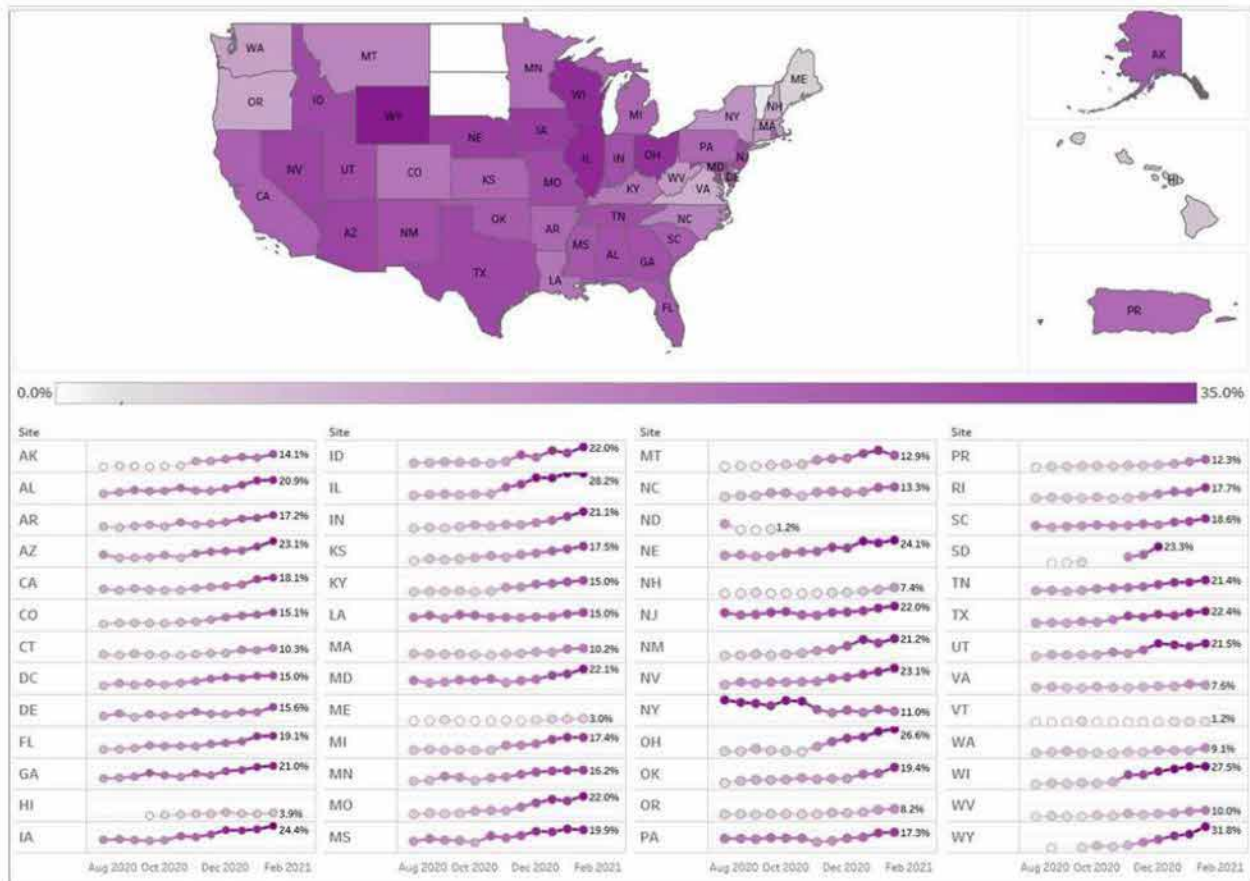 WA
MT
MN
ME
AK
OR
ID
WI
NH
WY
MI
NY
MA
NE
IA
PA
NV
UT
CO
IL
IN
OH
MD
NJ
DE
CA
KS
MO
KY
WV
VA
HI
AZ
NM
OK
AR
TN
NC
MS
AL
GA
SC
TX
LA
FL
PR
0.0%
35.0%
Site
Site
Site
Site
AK 14.1%
ID 22.0%
MT 12.9%
PR 12.3%
AL 20.9%
IL 28.2%
NC 13.3%
RI 17.7%
AR 17.2%
IN 21.1%
ND 1.2%
SC 18.6%
AZ 23.1%
KS 17.5%
NE 24.1%
SD 23.3%
CA 18.1%
KY 15.0%
NH 7.4%
TN 21.4%
CO 15.1%
LA 15.0%
NJ 22.0%
TX 22.4%
CT 10.3%
MA 10.2%
NM 21.2%
UT 21.5%
DC 15.0%
MD 22.1%
NV 23.1%
VA 7.6%
DE 15.6%
ME 3.0%
NY 11.0%
VT 1.2%
FL 19.1%
MI 17.4%
OH 26.6%
WA 9.1%
GA 21.0%
MN 16.2%
OK 19.4%
WI 27.5%
HI 3.9%
MO 22.0%
OR 8.2%
WV 10.0%
IA 24.4%
MS 19.9%
PA 17.3%
WY 31.8%
Aug 2020 Oct 2020 Dec 2020 Feb 2021
Aug 2020 Oct 2020 Dec 2020 Feb 2021
Aug 2020 Oct 2020 Dec 2020 Feb 2021
Aug 2020 Oct 2020 Dec 2020 Feb 2021